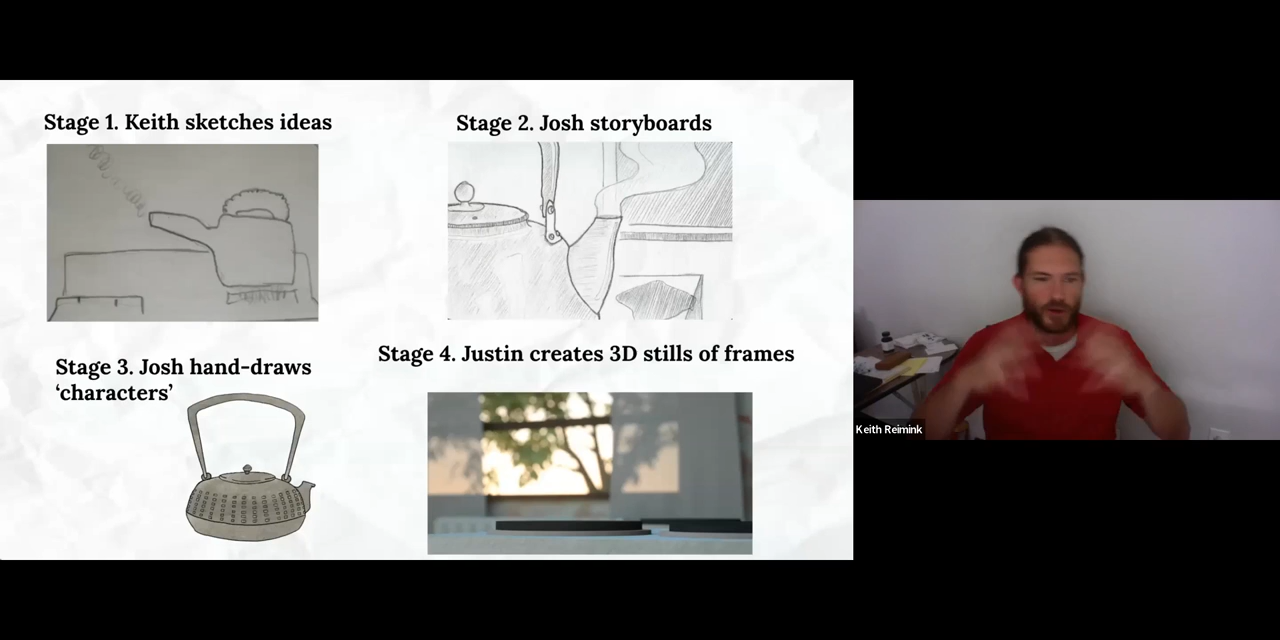 Stage 1. Keith sketches ideas
Stage 2. Josh storyboards
Stage 3. Josh hand-draws
‘characters’
Stage 4. Justin creates 3D stills of frames
Keith Reimink